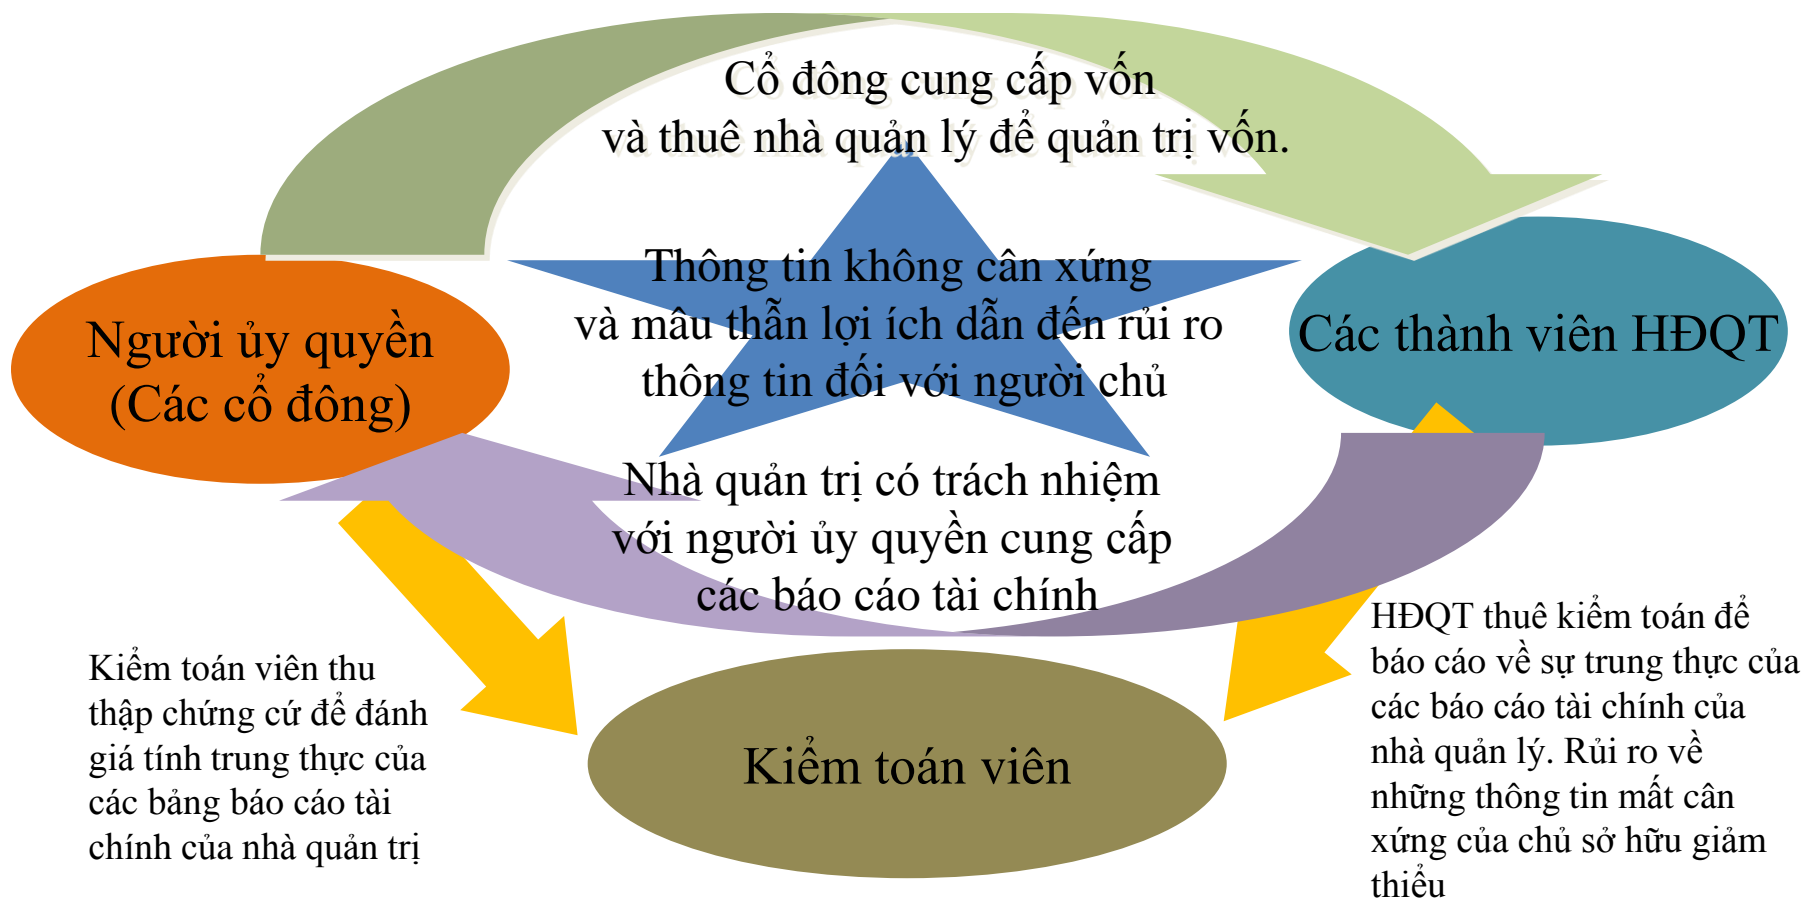 Cổ đông cung cấp vốn
và thuê nhà quản lý để quản trị vốn.
Thông tin không cân xứng
và mâu thẫn lợi ích dẫn đến rủi ro
thông tin đối với người chủ
Người ủy quyền
(Các cổ đông)
Các thành viên HĐQT
Nhà quản trị có trách nhiệm
với người ủy quyền cung cấp
các báo cáo tài chính
Kiểm toán viên thu
thập chứng cứ để đánh
giá tính trung thực của
các bảng báo cáo tài
chính của nhà quản trị
Kiểm toán viên
HĐQT thuê kiểm toán để
báo cáo về sự trung thực của
các báo cáo tài chính của
nhà quản lý. Rủi ro về
những thông tin mất cân
xứng của chủ sở hữu giảm
thiểu